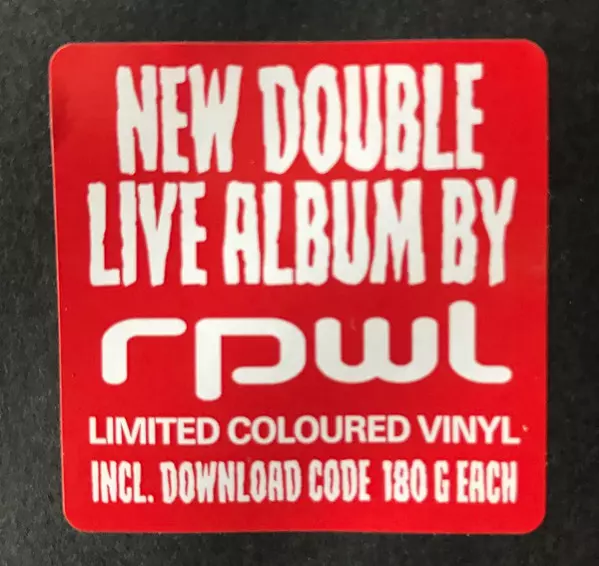 NEW DOUBLE
LIVE ALBUM BY
rpwl
LIMITED COLOURED VINYL
INCL. DOWNLOAD CODE 180 G EACH